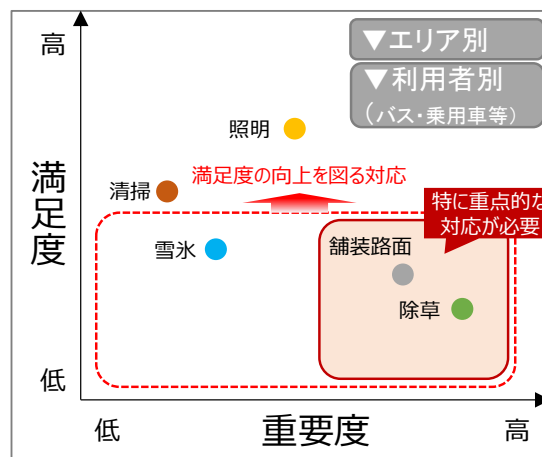 高
▼エリア別
▼利用者別
(バス・乗用車等)
照明
満足度の向上を図る対応
清掃
満足度
特に重点的な
対応が必要
舗装路面
雪氷
除草
低
低
重要度
高